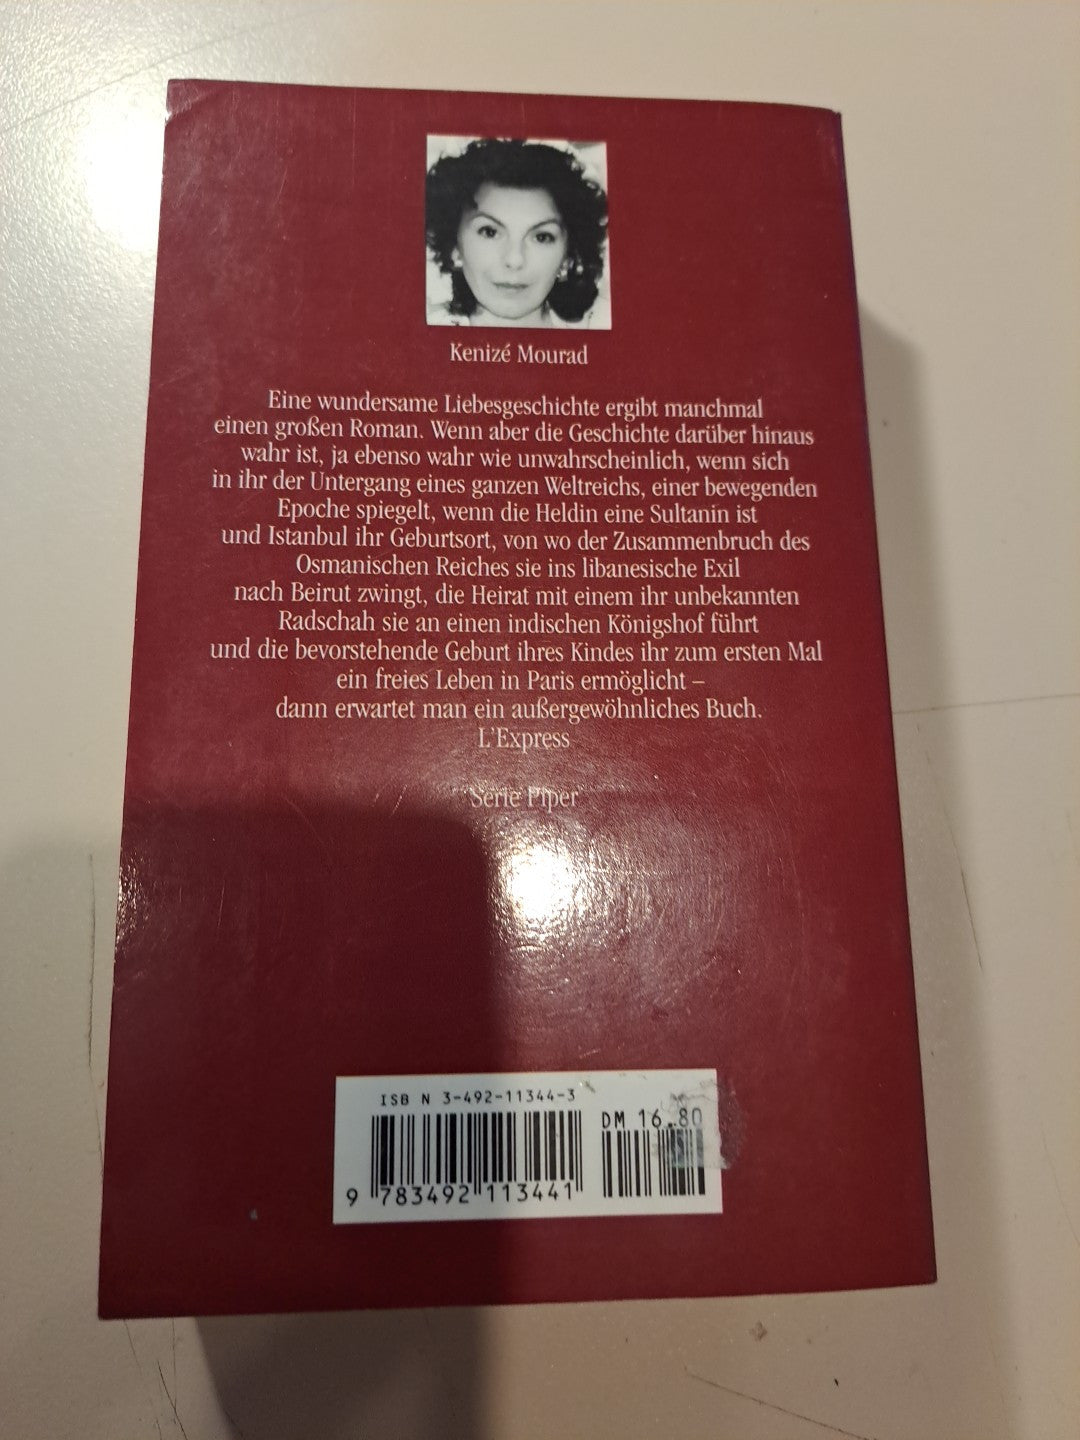 Kenizé Mourad
Eine wundersame Liebesgeschichte ergibt manchmal
einen großen Roman. Wenn aber die Geschichte darüber hinaus
wahr ist, ja ebenso wahr wie unwahrscheinlich, wenn sich
in ihr der Untergang eines ganzen Weltreichs, einer bewegenden
Epoche spiegelt, wenn die Heldin eine Sultanin ist
und Istanbul ihr Geburtsort, von wo der Zusammenbruch des
Osmanischen Reiches sie ins libanesische Exil
nach Beirut zwingt, die Heirat mit einem ihr unbekannten
Radschah sie an einen indischen Königshof führt
und die bevorstehende Geburt ihres Kindes ihr zum ersten Mal
ein freies Leben in Paris ermöglicht –
dann erwartet man ein außergewöhnliches Buch.
L'Express
Serie Piper
ISBN 3-492-11344-3
DM 16.80
9 783492 113441